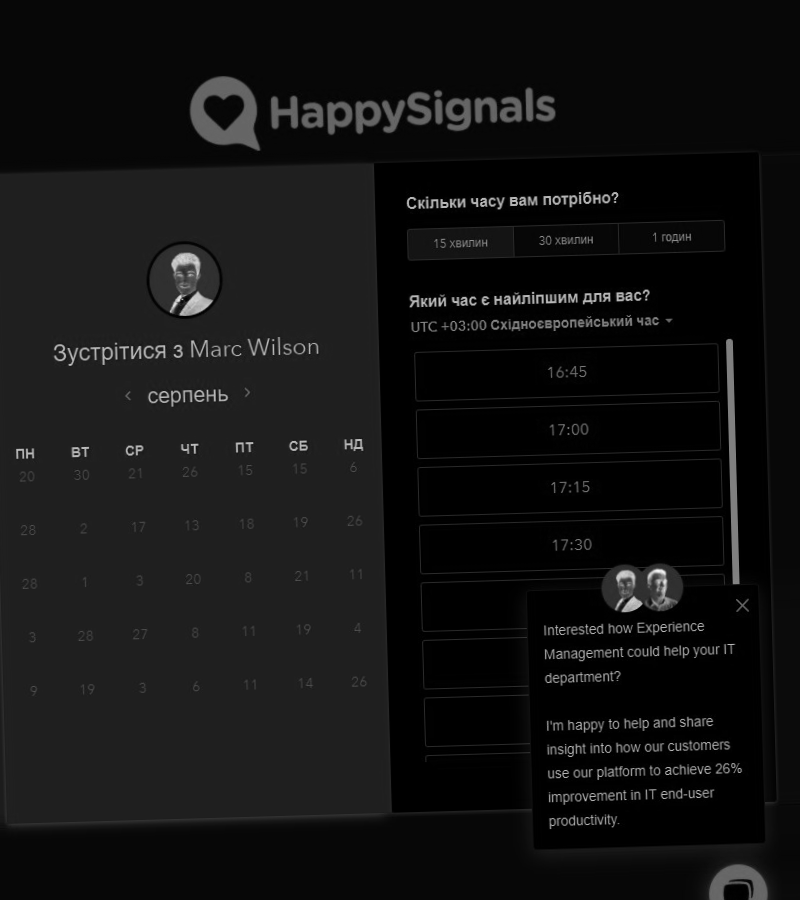 HappySignals
Зустрітися з Marc Wilson
серпень
ПН ВТ СР ЧТ ПТ СБ НД
20 30 21 26 15 15 6
28 2 17 13 18 19 26
28 1 3 20 8 21 11
3 28 27 8 11 19 4
9 19 3 6 11 14 26
Скільки часу вам потрібно?
15 хвилин 30 хвилин 1 годин
Який час є найліпшим для вас?
UTC +03:00 Східноєвропейський час
16:45
17:00
17:15
17:30
Interested how Experience
Management could help your IT
department?
I'm happy to help and share
insight into how our customers
use our platform to achieve 26%
improvement in IT end-user
productivity.